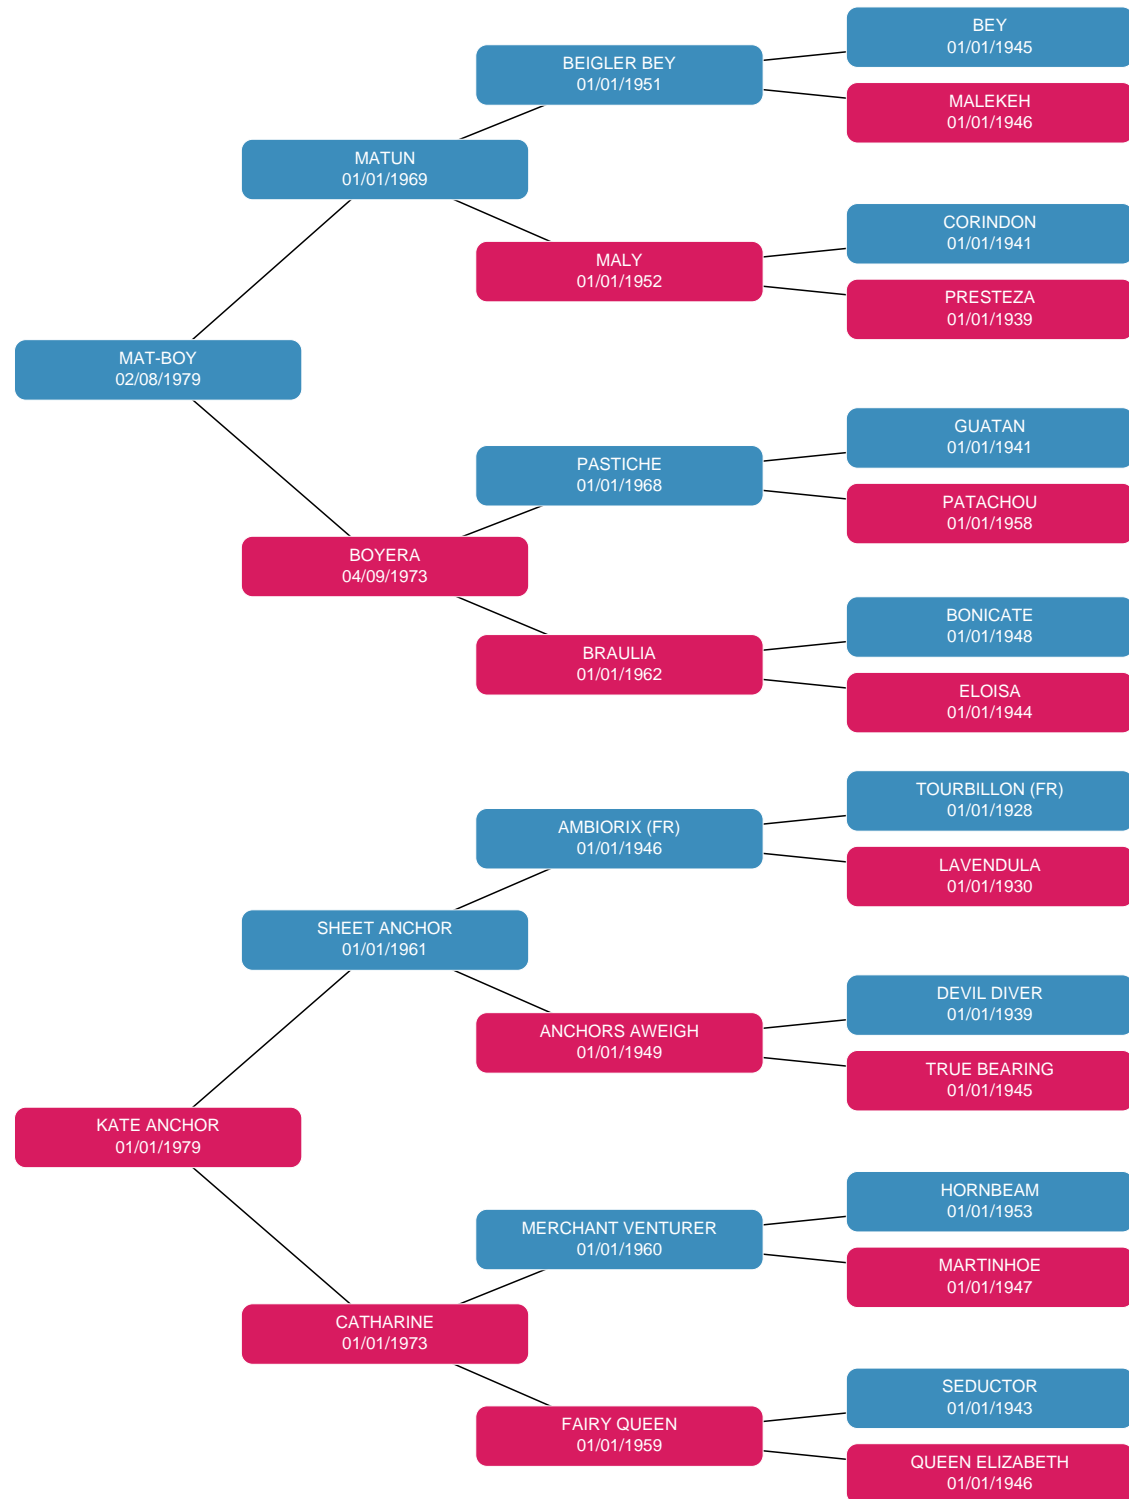 BEY
01/01/1945
BEIGLER BEY
01/01/1951
MALEKEH
01/01/1946
MATUN
01/01/1969
CORINDON
01/01/1941
MALY
01/01/1952
PRESTEZA
01/01/1939
MAT-BOY
02/08/1979
GUATAN
01/01/1941
PASTICHE
01/01/1968
PATACHOU
01/01/1958
BOYERA
04/09/1973
BONICATE
01/01/1948
BRAULIA
01/01/1962
ELOISA
01/01/1944
TOURBILLON (FR)
01/01/1928
AMBIORIX (FR)
01/01/1946
LAVENDULA
01/01/1930
SHEET ANCHOR
01/01/1961
DEVIL DIVER
01/01/1939
ANCHORS AWEIGH
01/01/1949
TRUE BEARING
01/01/1945
KATE ANCHOR
01/01/1979
HORNBEAM
01/01/1953
MERCHANT VENTURER
01/01/1960
MARTINHOE
01/01/1947
CATHARINE
01/01/1973
SEDUCTOR
01/01/1943
FAIRY QUEEN
01/01/1959
QUEEN ELIZABETH
01/01/1946